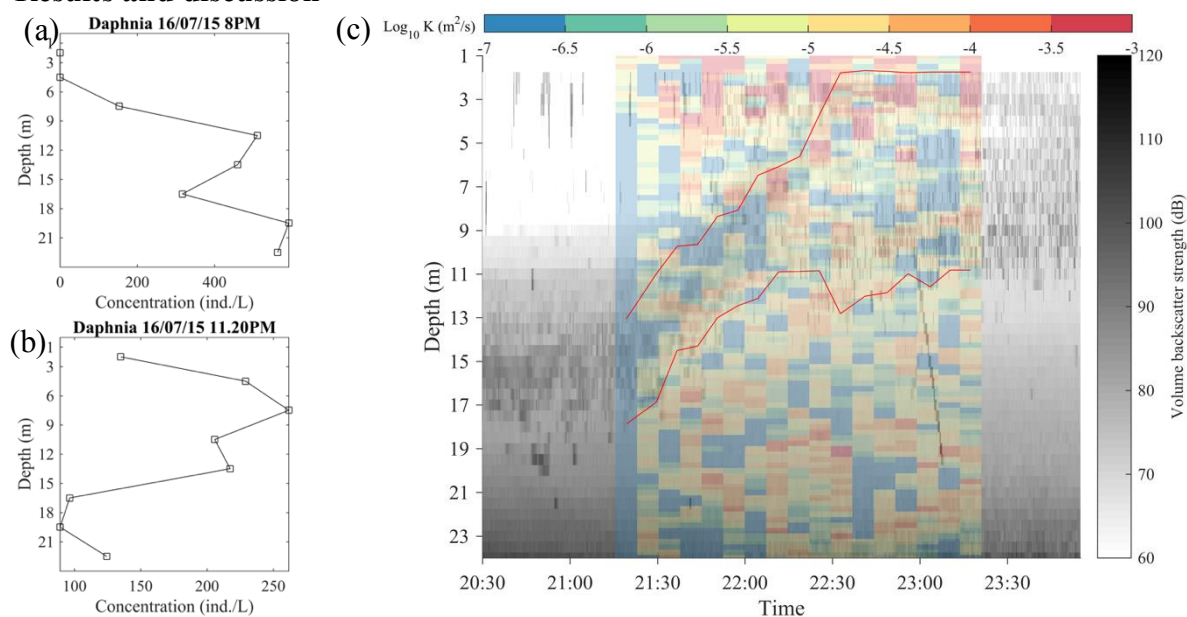 Results and discussion
(a)
Daphnia 16/07/15 8PM
1
3
6
9
12
15
18
21
Depth (m)
0 200 400
Concentration (ind./L)
(b)
Daphnia 16/07/15 11.20PM
1
3
6
9
12
15
18
21
Depth (m)
100 150 200 250
Concentration (ind./L)
(c)
Log10 K (m2/s)
-7 -6.5 -6 -5.5 -5 -4.5 -4 -3.5 -3
1
3
5
7
9
11
13
15
17
19
21
23
Depth (m)
20:30 21:00 21:30 22:00 22:30 23:00 23:30
Time
120
110
100
90
80
70
60
Volume backscatter strength (dB)